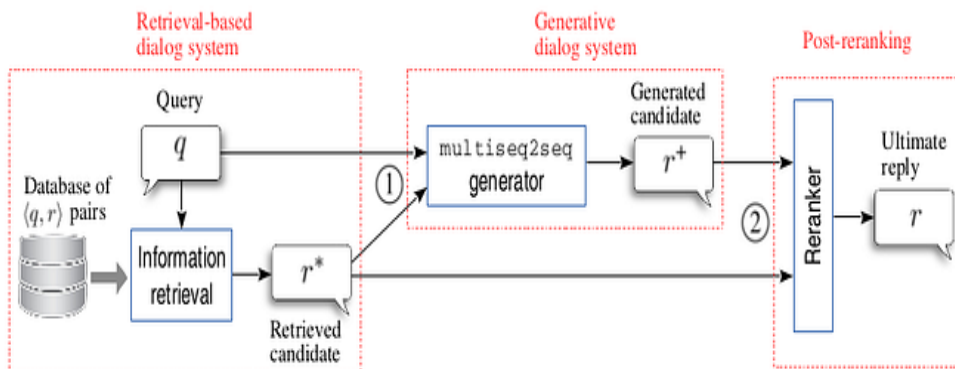 Retrieval-based
dialog system
Generative
dialog system
Post-reranking
Query
q
Database of
⟨q, r⟩ pairs
Information
retrieval
r*
Retrieved
candidate
①
multiseq2seq
generator
Generated
candidate
r⁺
②
Reranker
Ultimate
reply
r